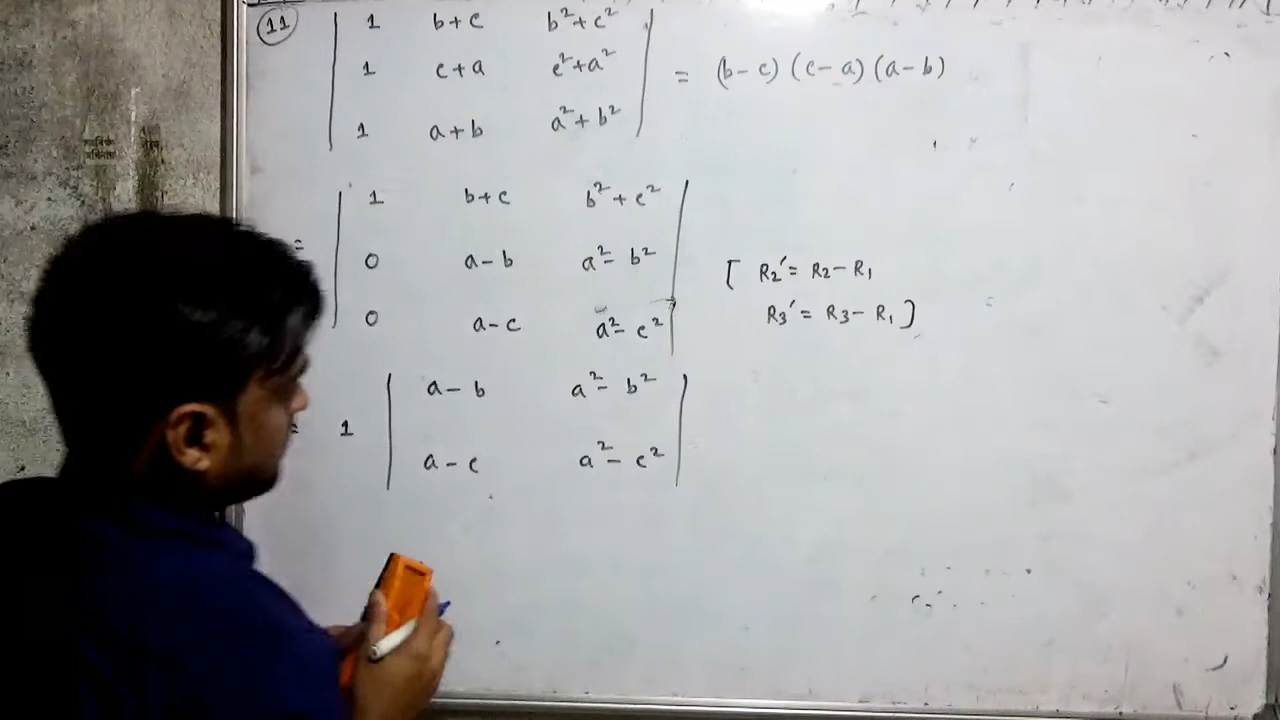 11
1 b+c b²+c²
1 c+a c²+a² = (b-c) (c-a) (a-b)
1 a+b a²+b²
= 1 b+c b²+c²
0 a-b a²-b² [ R₂' = R₂-R₁
0 a-c a²-c² R₃' = R₃-R₁ ]
= 1 a-b a²-b²
a-c a²-c²